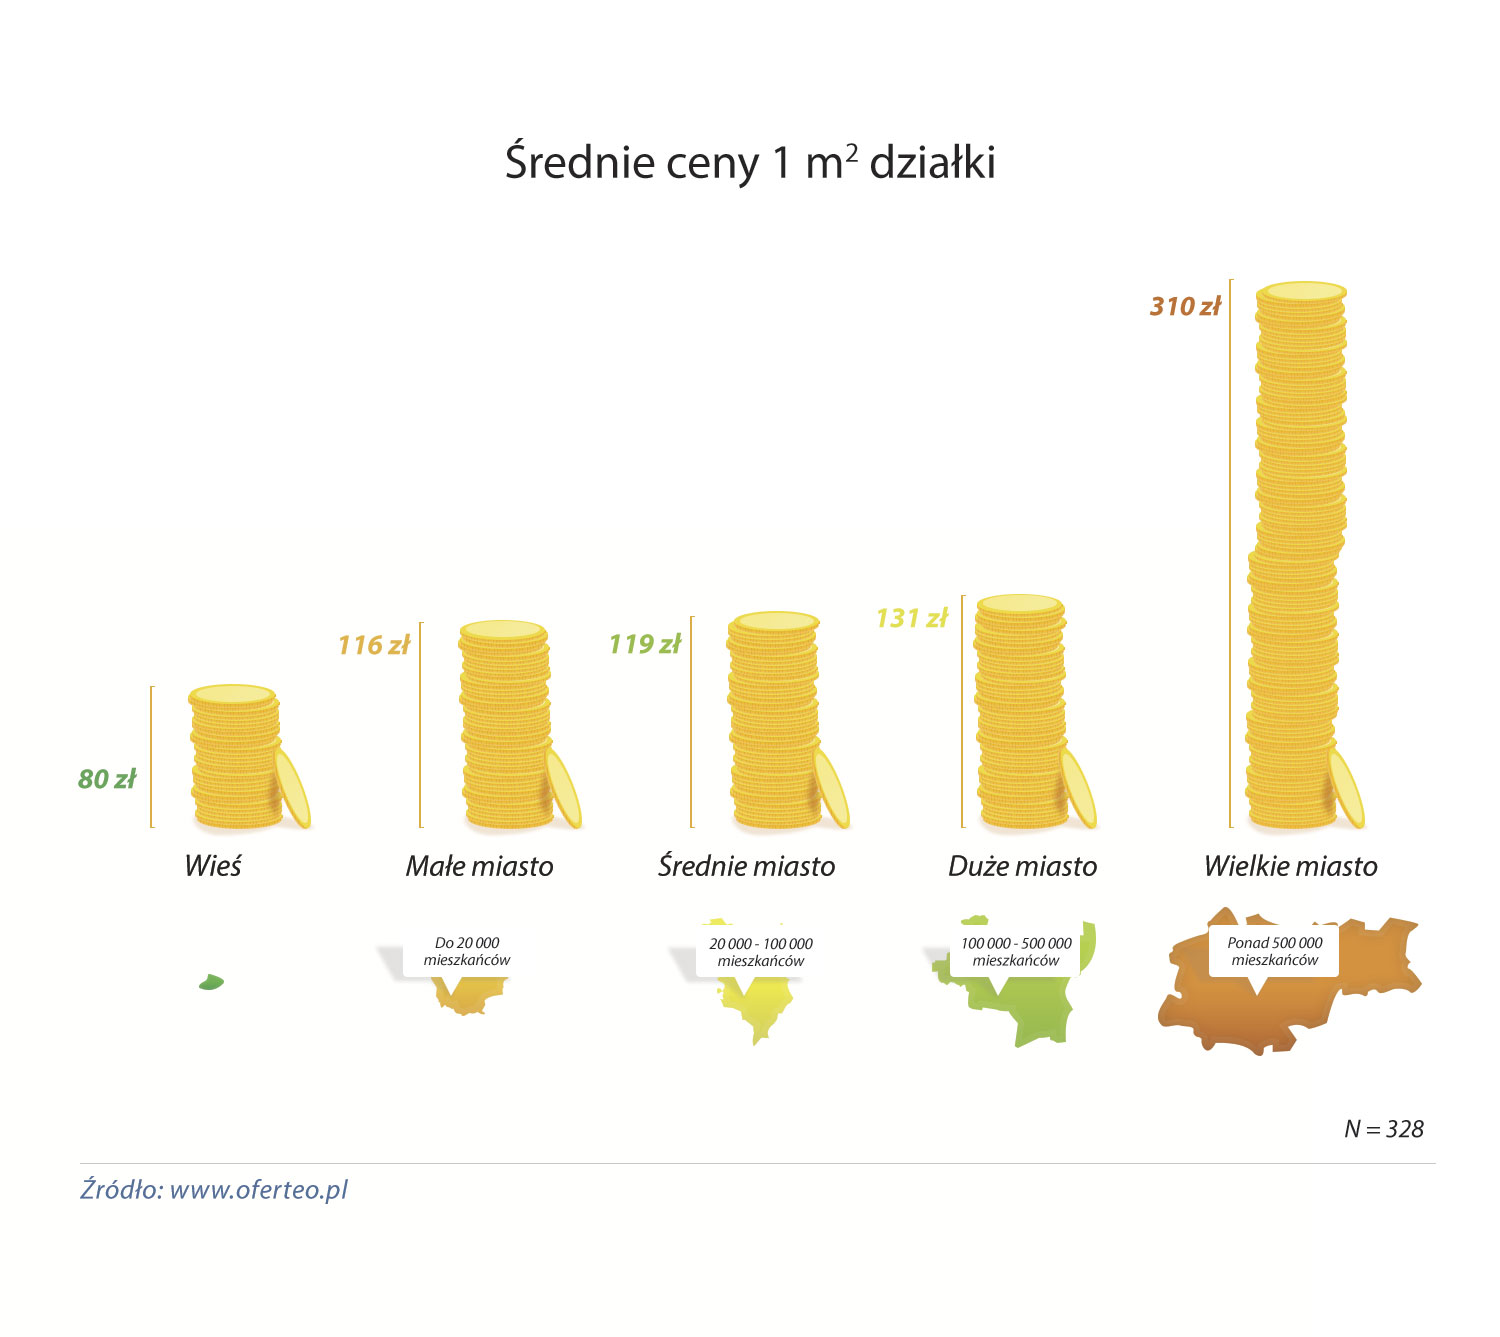 Średnie ceny 1 m² działki
310 zł
131 zł
116 zł
119 zł
80 zł
Wieś
Małe miasto
Średnie miasto
Duże miasto
Wielkie miasto
Do 20 000
mieszkańców
20 000 - 100 000
mieszkańców
100 000 - 500 000
mieszkańców
Ponad 500 000
mieszkańców
N = 328
Źródło: www.oferteo.pl